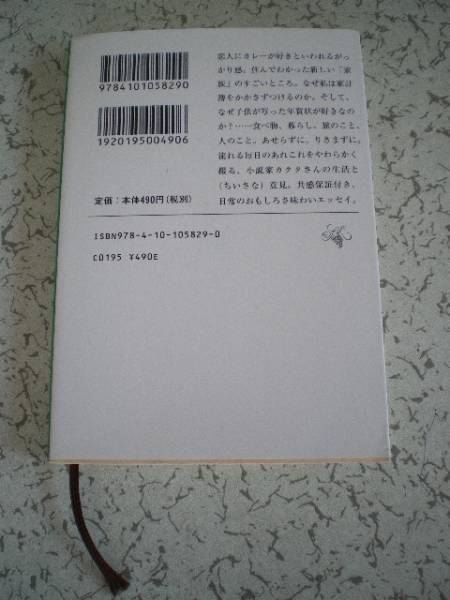 9784101058290
1920195004906
定価：本体490円（税別）
恋人にカレーが好きといわれるがっ
かり感。住んでわかった新しい「家
族」のすごいところ。なぜ私は家計
簿をかかさずつけるのか。そして、
なぜ子供が写った年賀状が好きなの
か？……食べ物、暮らし、旅のこと、
人のこと。あせらずに、りきまずに。
流れる毎日のあれこれをやわらかく
綴る、小説家カクタさんの生活と
（ちいさな）意見。共感保証付き、
日常のおもしろさ味わいエッセイ。
ISBN978-4-10-105829-0
C0195 ¥490E